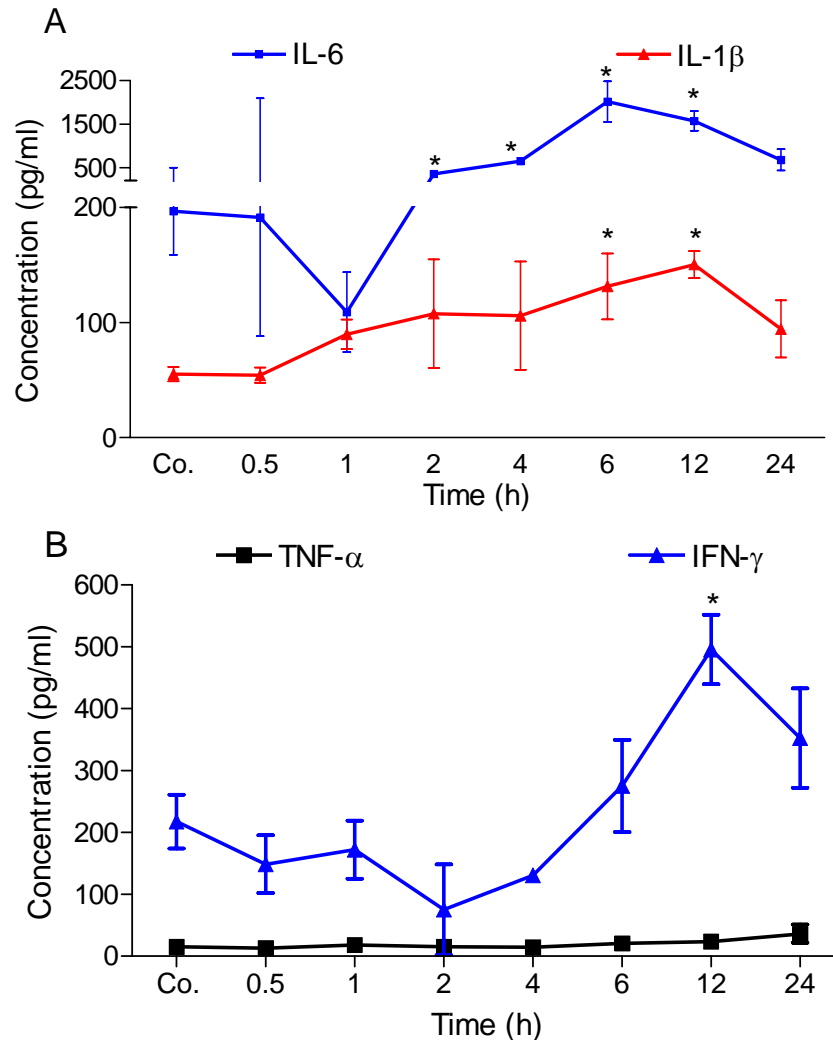 A
IL-6 IL-1β
2500
1500
500
200
100
0
Concentration (pg/ml)
* * * *
* *
Co. 0.5 1 2 4 6 12 24
Time (h)
B
TNF-α IFN-γ
600
500
400
300
200
100
0
Concentration (pg/ml)
*
Co. 0.5 1 2 4 6 12 24
Time (h)